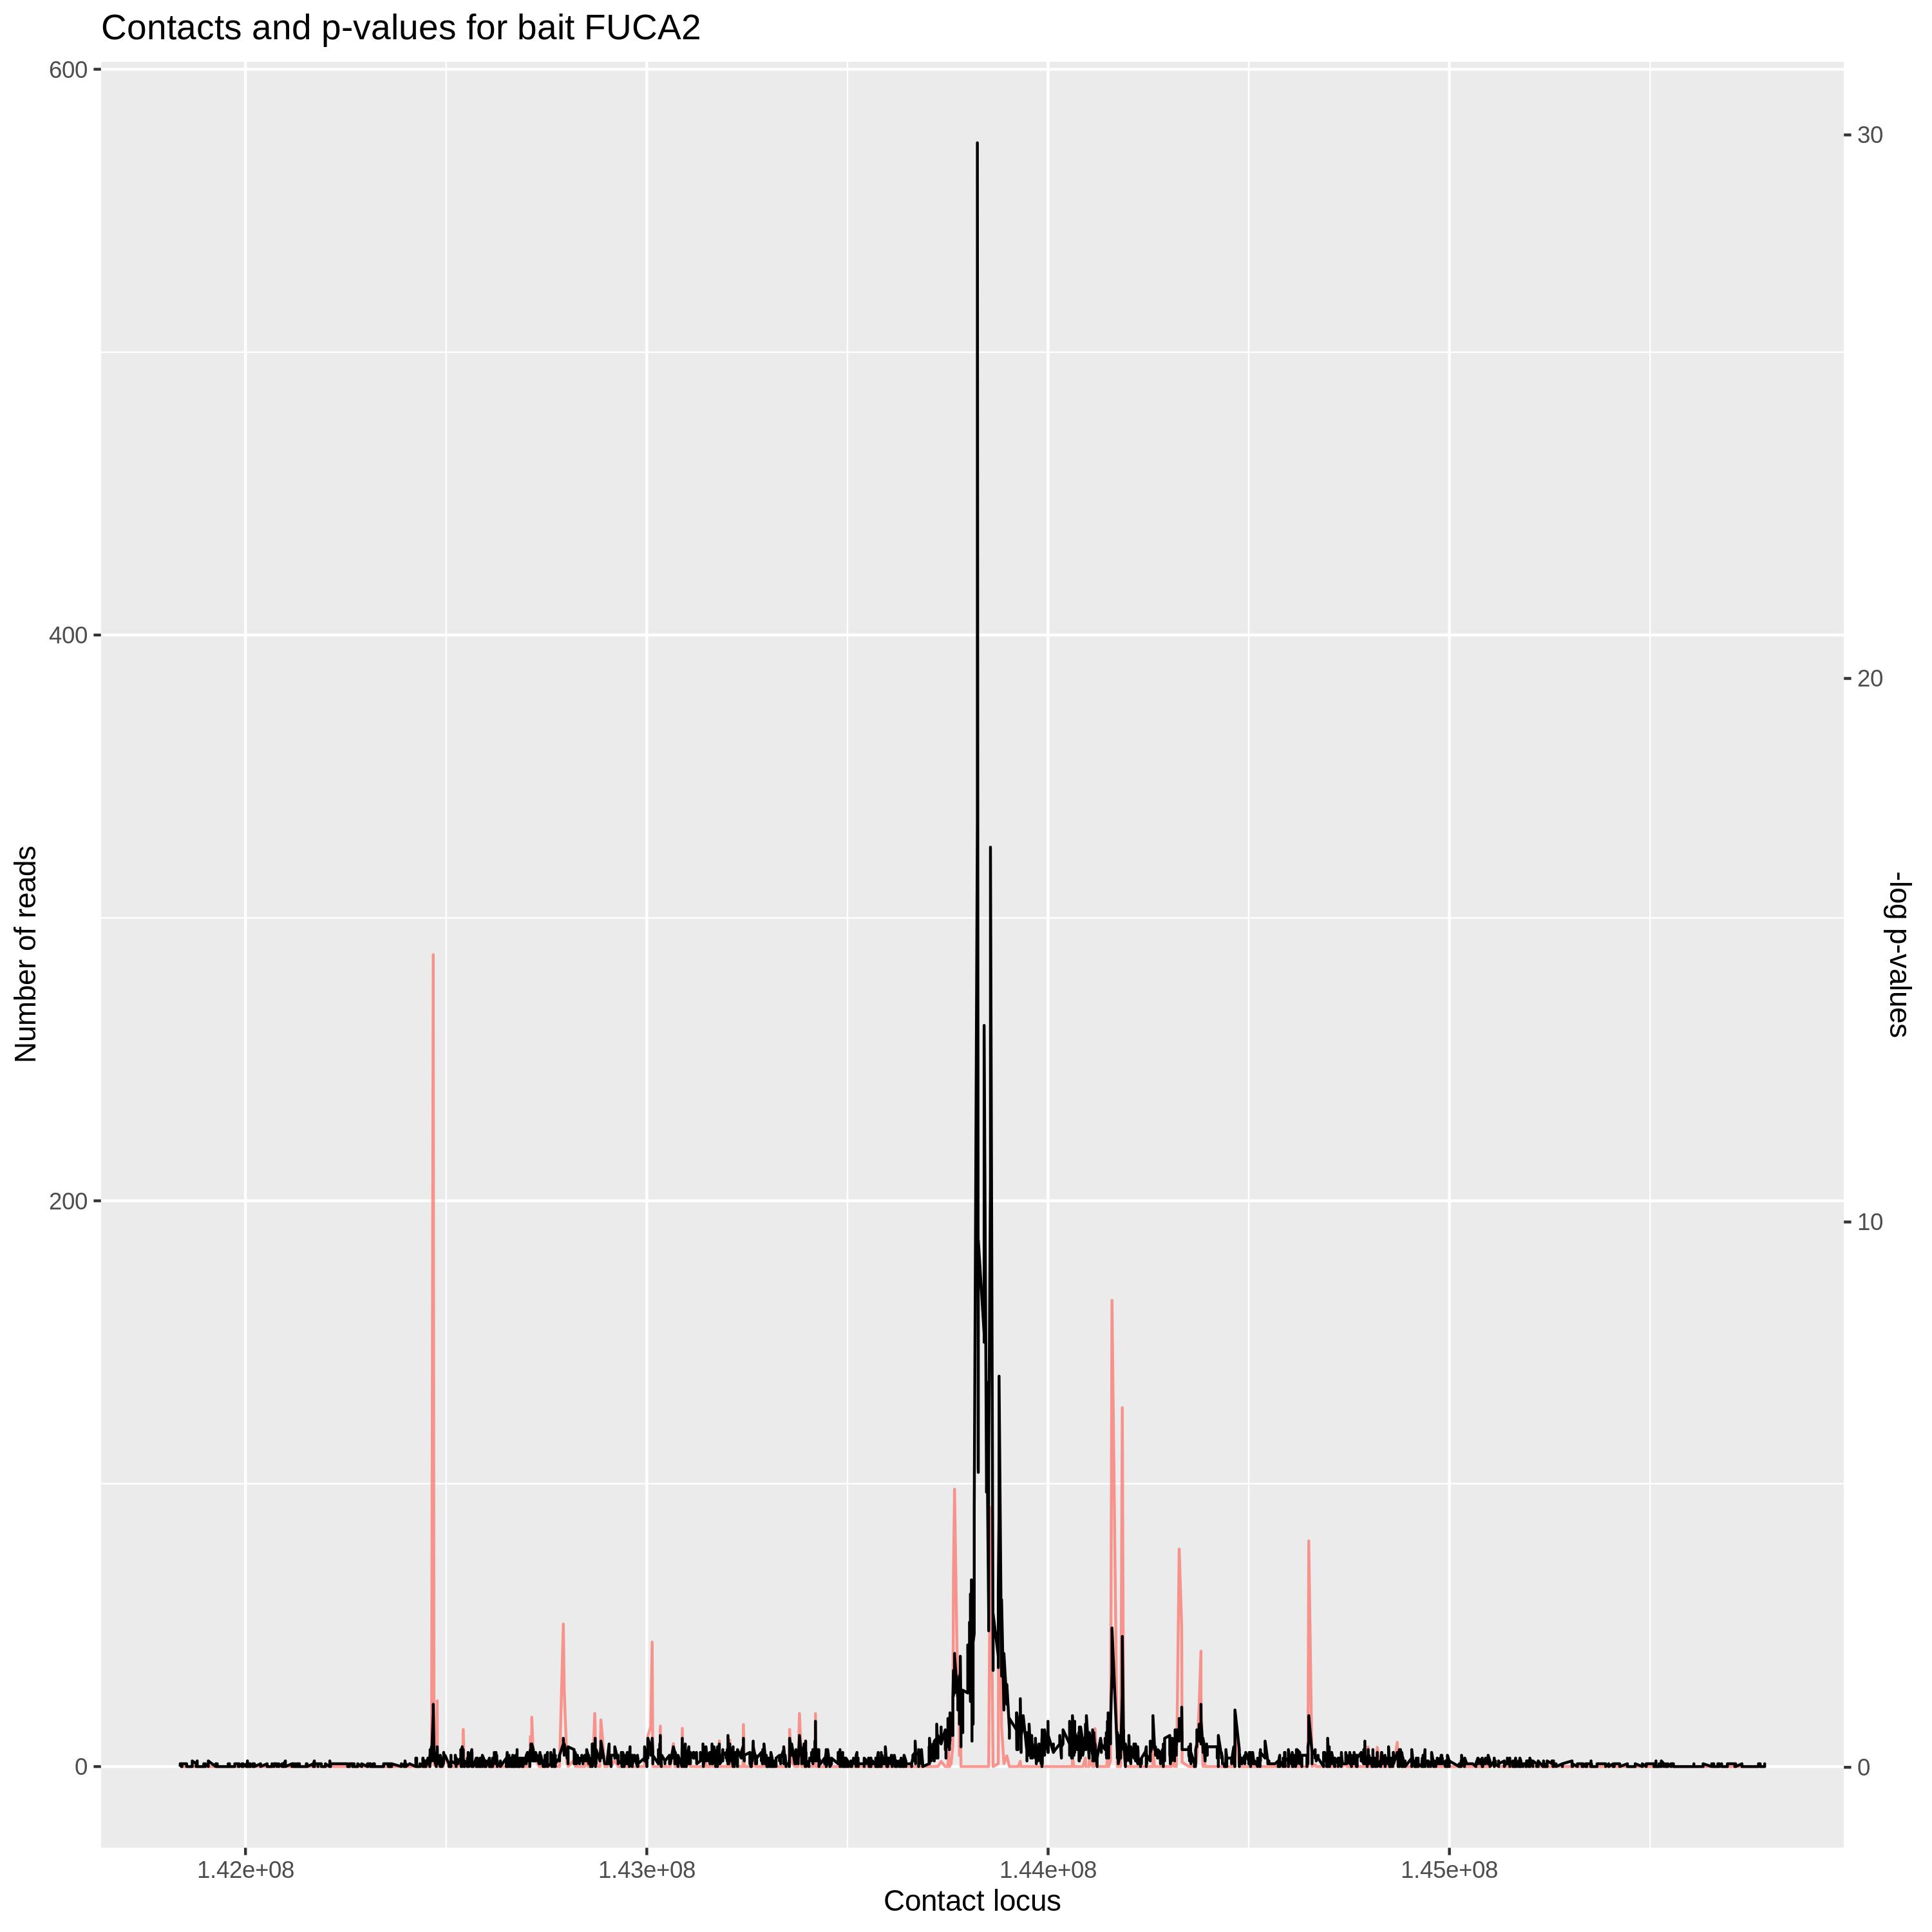 Contacts and p-values for bait FUCA2
600
400
200
0
30
20
10
0
Number of reads
-log p-values
1.42e+08
1.43e+08
1.44e+08
1.45e+08
Contact locus